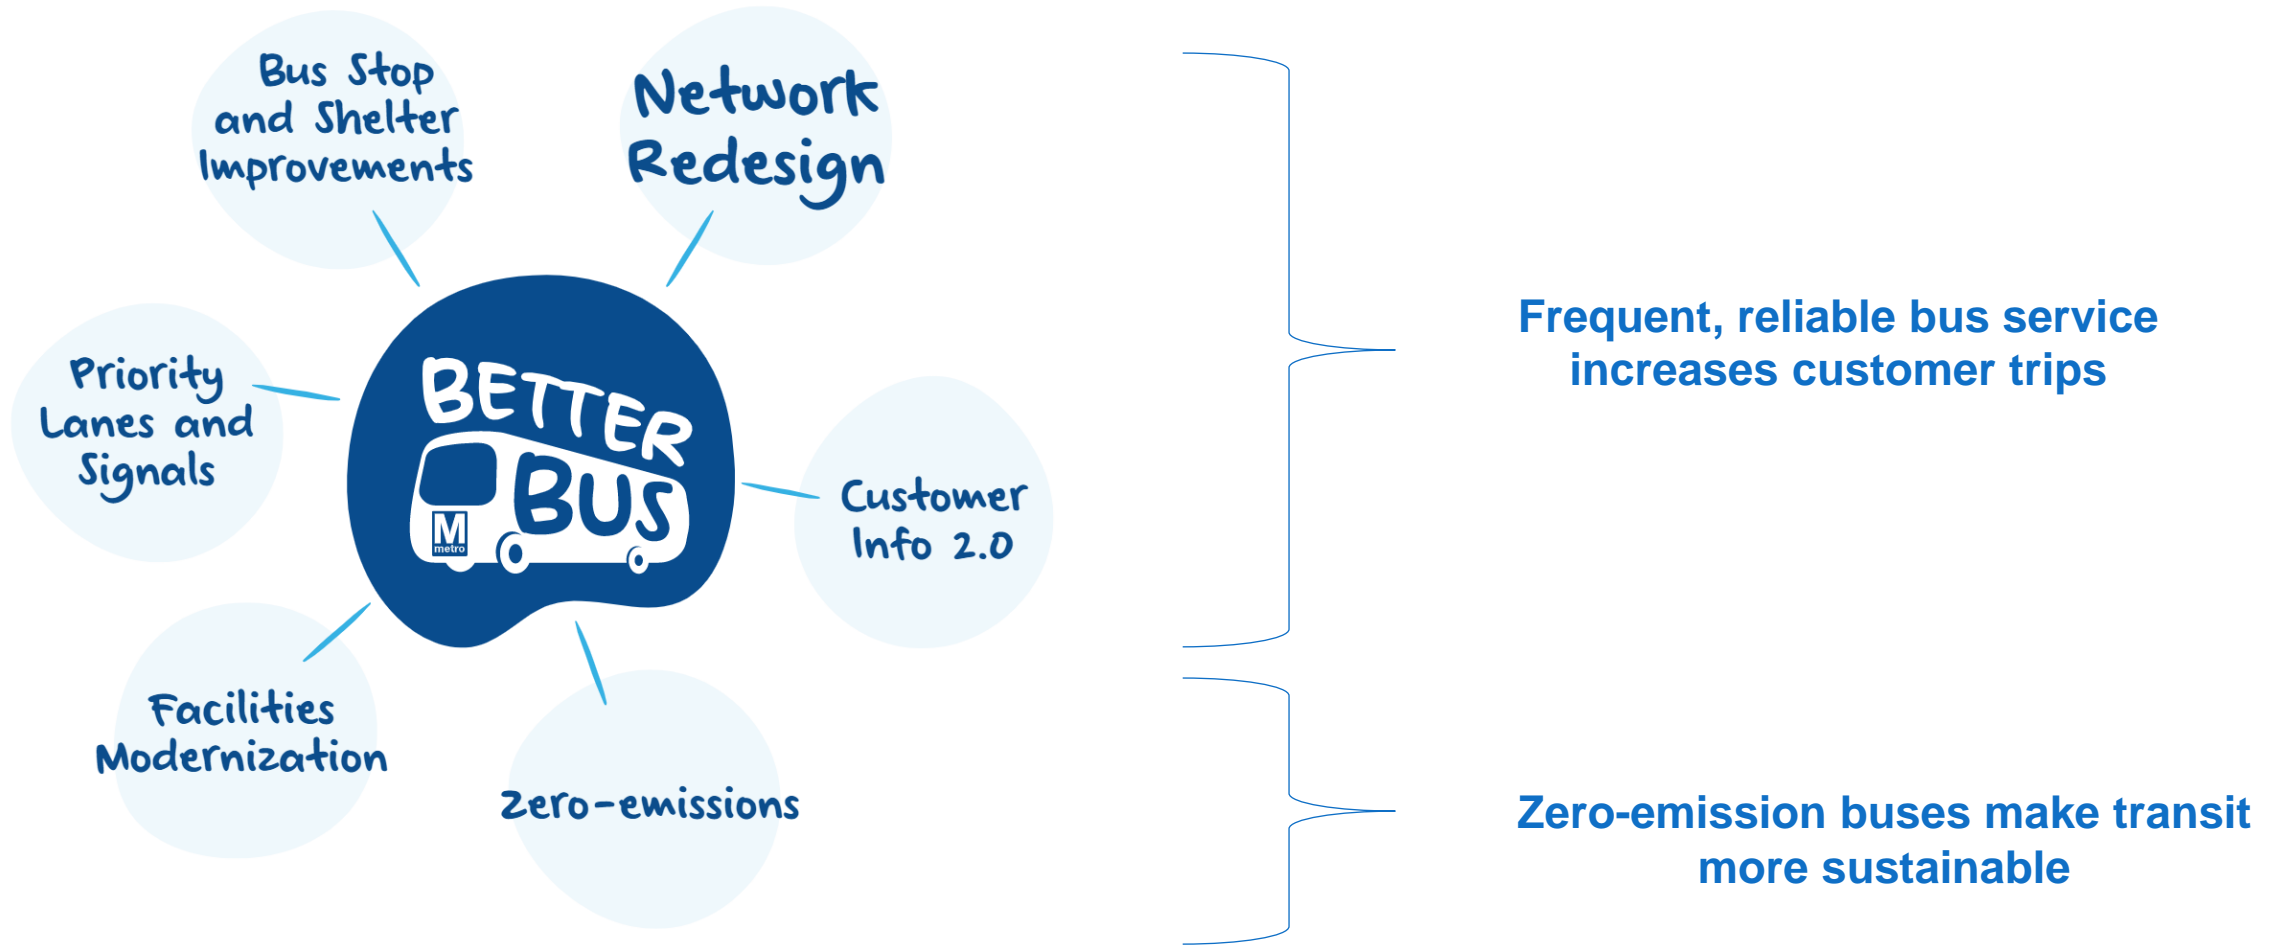 Bus Stop
and Shelter
Improvements
Network
Redesign
Priority
Lanes and
Signals
BETTER
BUS
M
metro
Customer
Info 2.0
Facilities
Modernization
Zero-emissions
Frequent, reliable bus service
increases customer trips
Zero-emission buses make transit
more sustainable